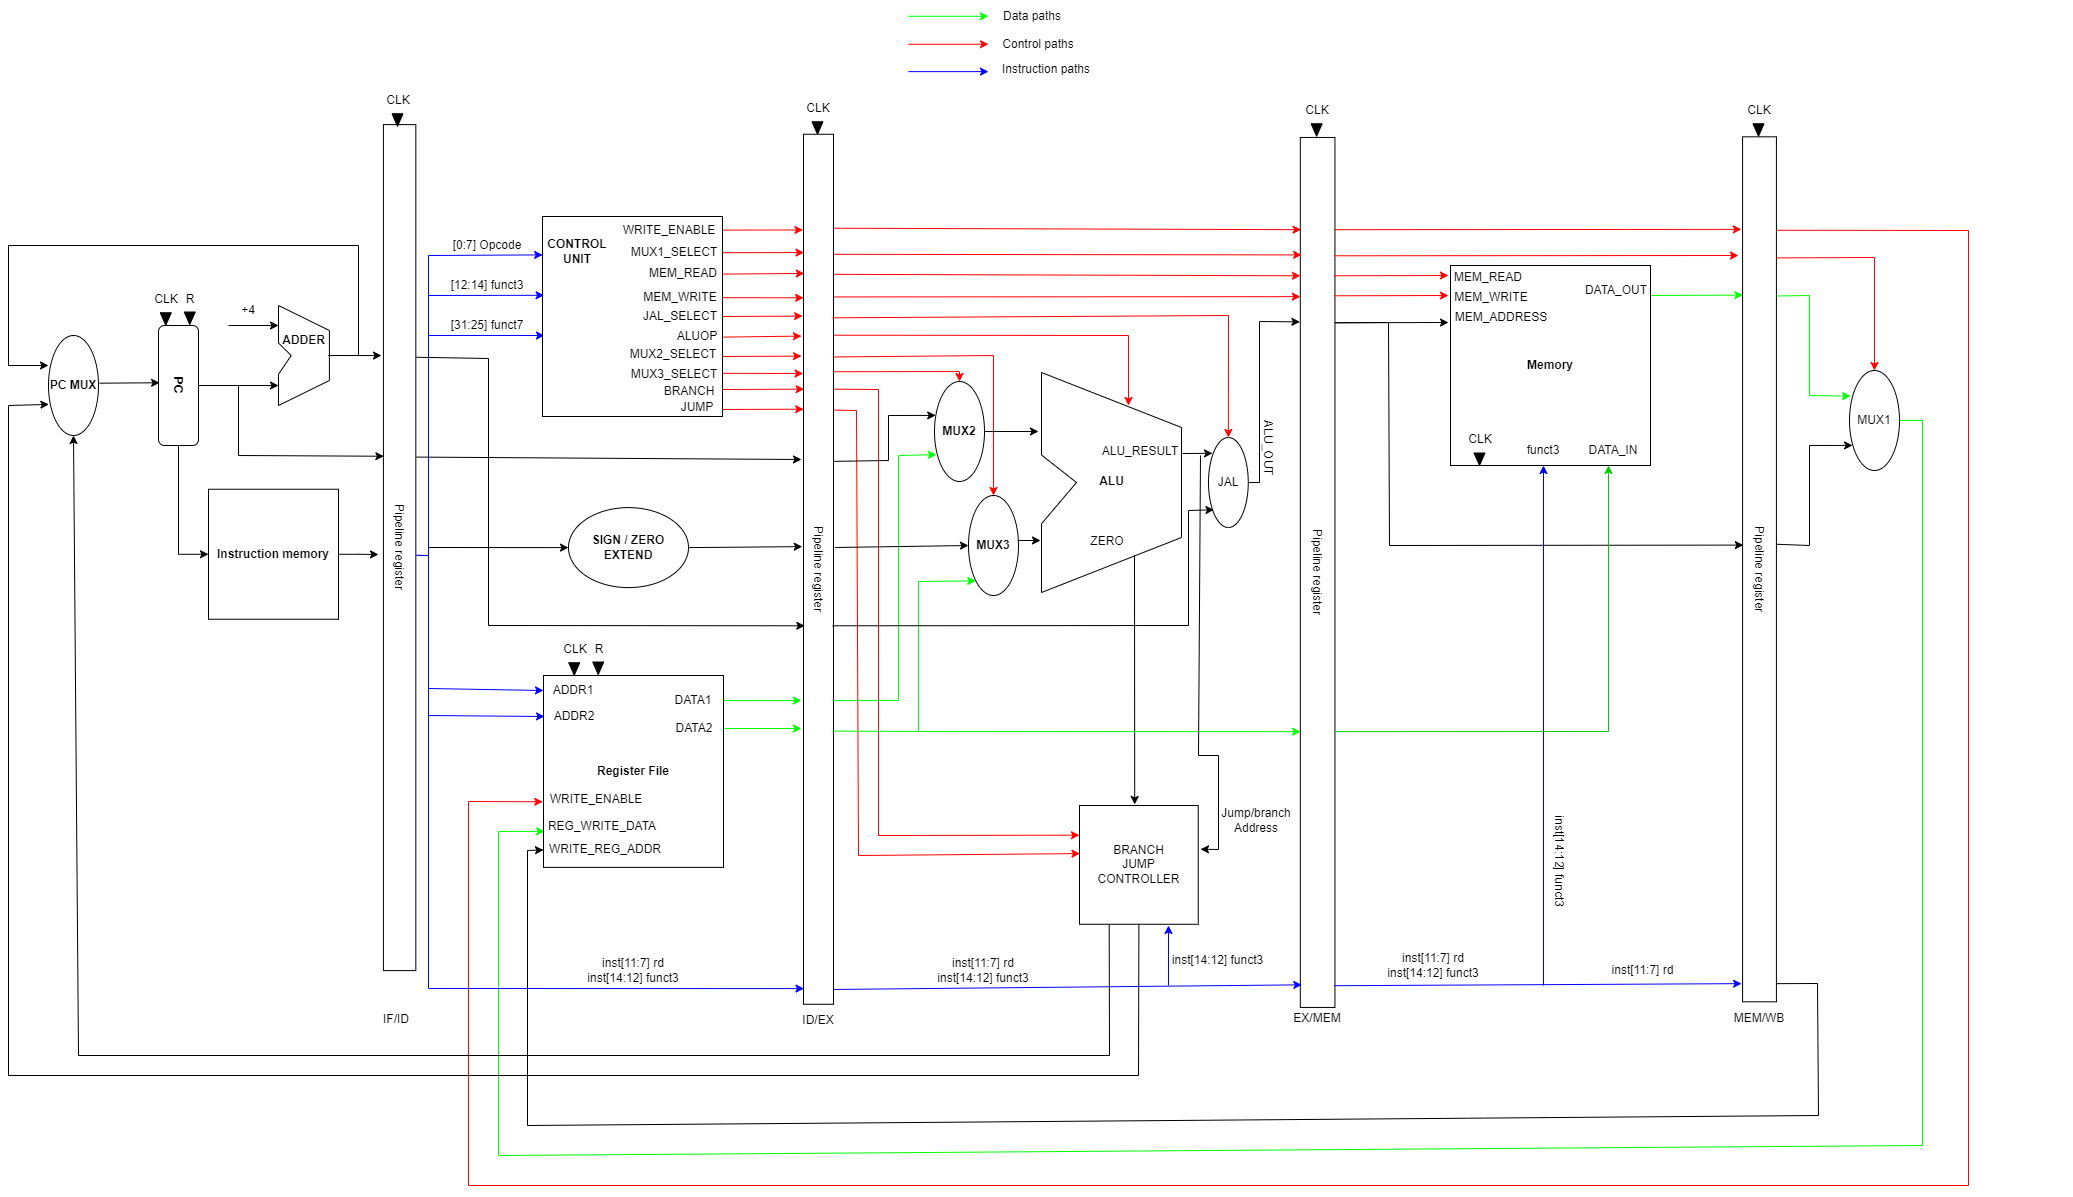 Data paths
Control paths
Instruction paths
CLK
CLK
CLK
CLK
[0:7] Opcode
[12:14] funct3
[31:25] funct7
CONTROL
UNIT
WRITE_ENABLE
MUX1_SELECT
MEM_READ
MEM_WRITE
JAL_SELECT
ALUOP
MUX2_SELECT
MUX3_SELECT
BRANCH
JUMP
MEM_READ
MEM_WRITE
MEM_ADDRESS
DATA_OUT
Memory
CLK
funct3
DATA_IN
CLK R
+4
ADDER
PC MUX
PC
Instruction memory
Pipeline register
SIGN / ZERO
EXTEND
Pipeline register
MUX2
MUX3
ALU_RESULT
ALU
ZERO
JAL
ALU_OUT
Pipeline register
Pipeline register
MUX1
CLK R
ADDR1
ADDR2
DATA1
DATA2
Register File
WRITE_ENABLE
REG_WRITE_DATA
WRITE_REG_ADDR
Jump/branch
Address
BRANCH
JUMP
CONTROLLER
inst[14:12] funct3
inst[11:7] rd
inst[14:12] funct3
inst[11:7] rd
inst[14:12] funct3
inst[14:12] funct3
inst[11:7] rd
inst[14:12] funct3
inst[11:7] rd
IF/ID
ID/EX
EX/MEM
MEM/WB